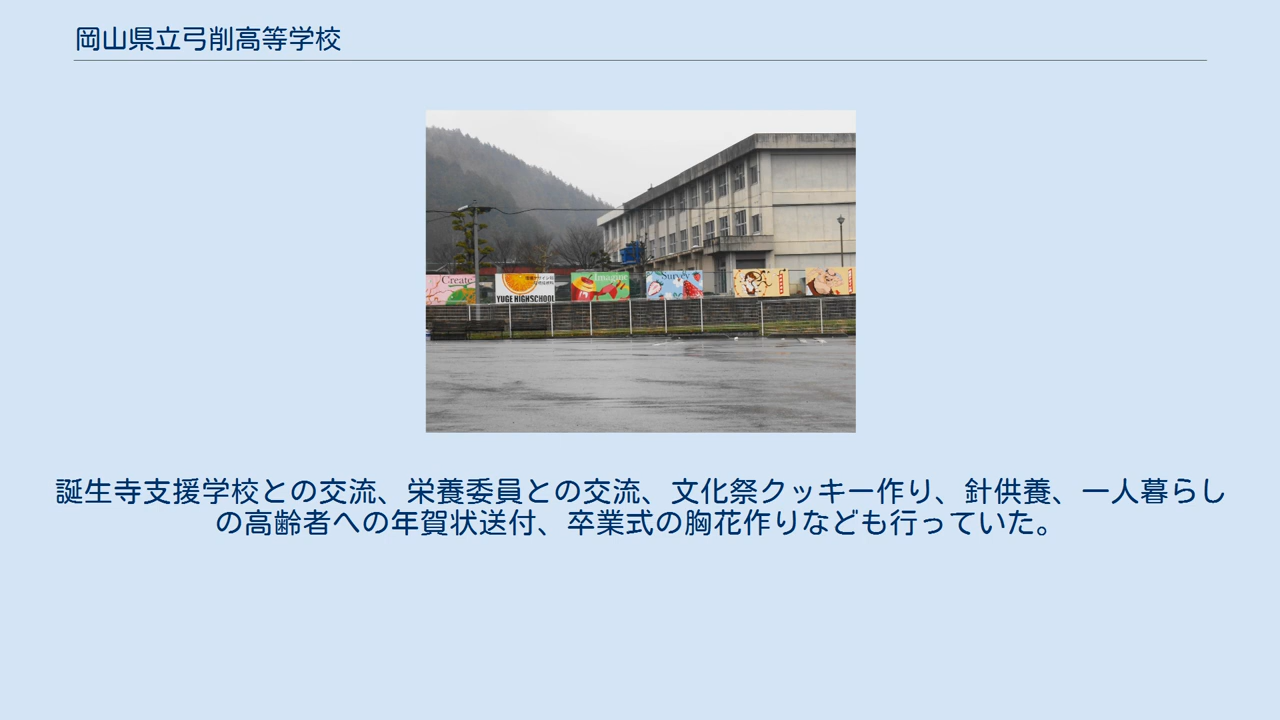 岡山県立弓削高等学校
Create
YUGE HIGHSCHOOL
Imagine
Survey
誕生寺支援学校との交流、栄養委員との交流、文化祭クッキー作り、針供養、一人暮らし
の高齢者への年賀状送付、卒業式の胸花作りなども行っていた。